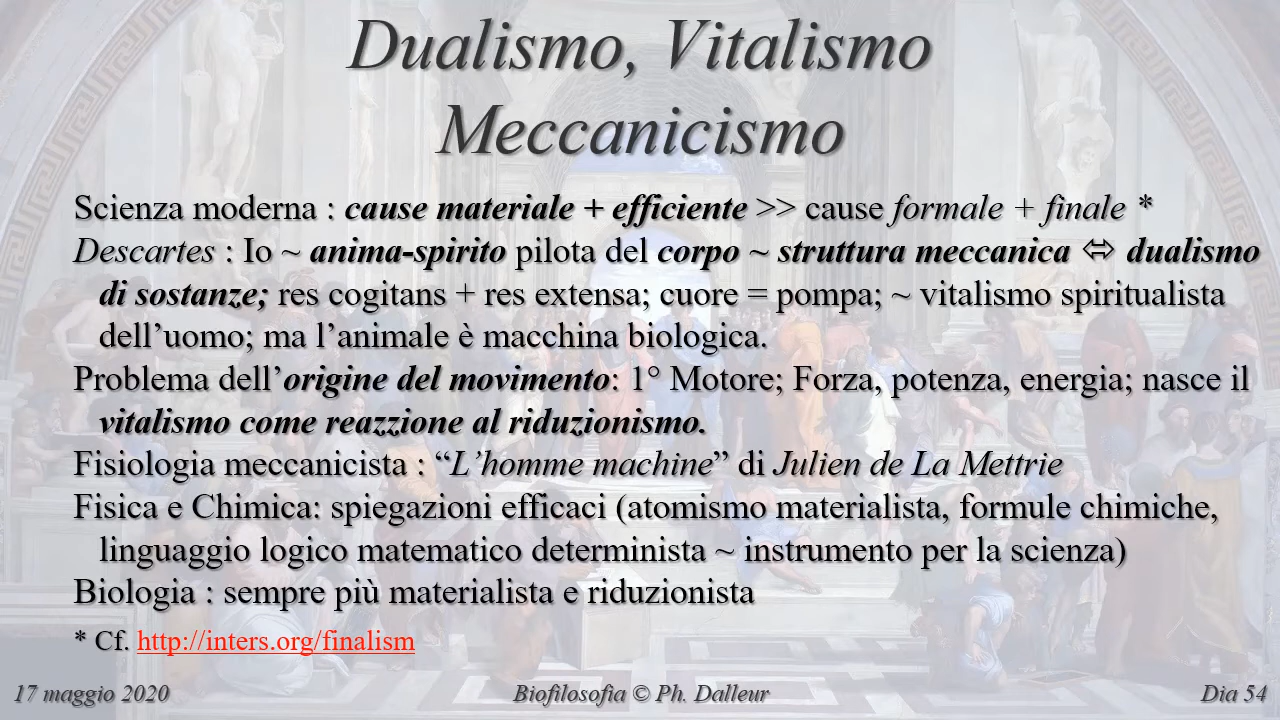 Dualismo, Vitalismo
Meccanicismo
Scienza moderna : cause materiale + efficiente >> cause formale + finale *
Descartes : Io ~ anima-spirito pilota del corpo ~ struttura meccanica ⇔ dualismo
di sostanze; res cogitans + res extensa; cuore = pompa; ~ vitalismo spiritualista
dell’uomo; ma l’animale è macchina biologica.
Problema dell’origine del movimento: 1° Motore; Forza, potenza, energia; nasce il
vitalismo come reazzione al riduzionismo.
Fisiologia meccanicista : “L’homme machine” di Julien de La Mettrie
Fisica e Chimica: spiegazioni efficaci (atomismo materialista, formule chimiche,
linguaggio logico matematico determinista ~ instrumento per la scienza)
Biologia : sempre più materialista e riduzionista
* Cf. http://inters.org/finalism
17 maggio 2020 Biofilosofia © Ph. Dalleur Dia 54